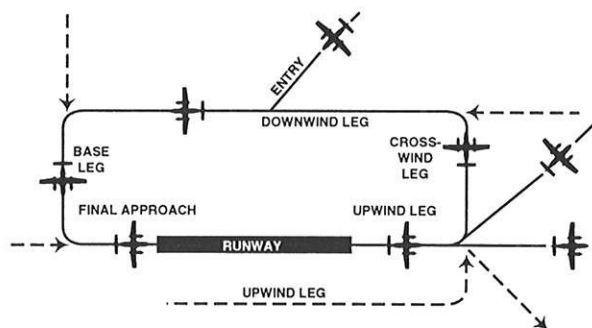 ENTRY
DOWNWIND LEG
BASE
LEG
CROSS-
WIND
LEG
FINAL APPROACH
UPWIND LEG
RUNWAY
UPWIND LEG